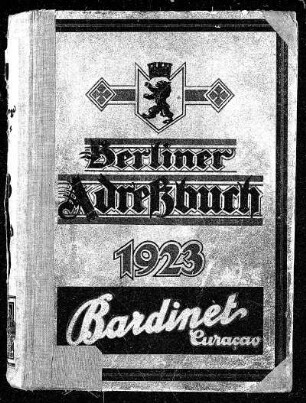 Berliner
Adreßbuch
1923
Bardinet
Curaçao